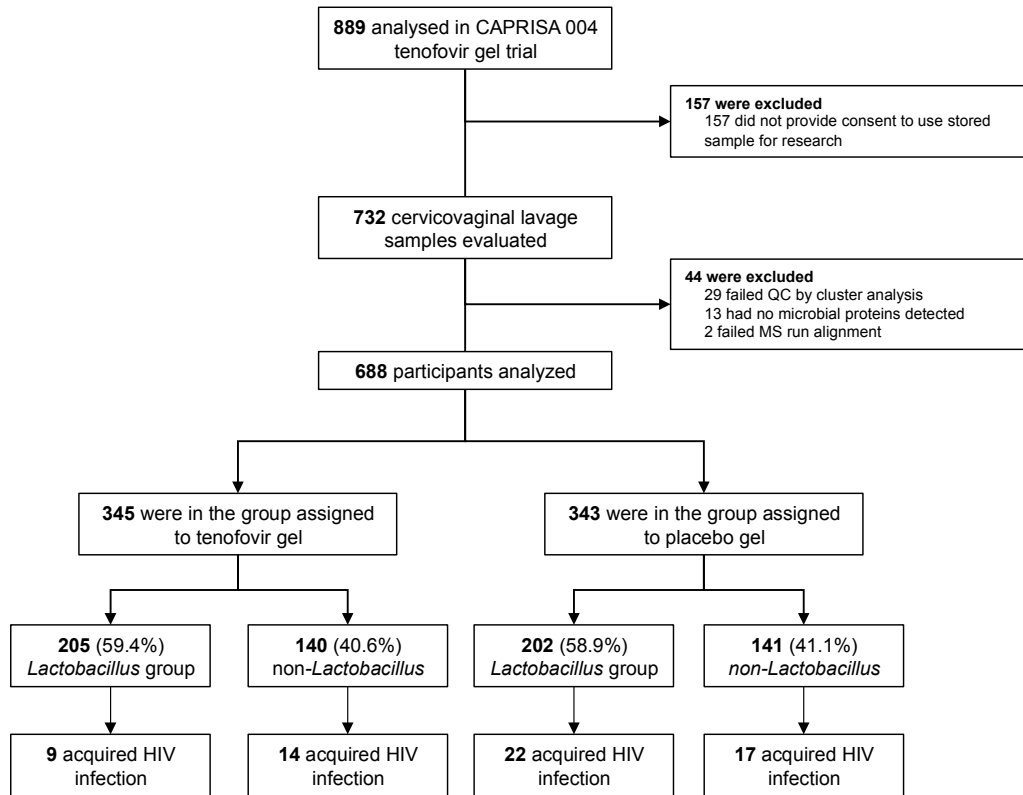 889 analysed in CAPRISA 004
tenofovir gel trial
157 were excluded
157 did not provide consent to use stored
sample for research
732 cervicovaginal lavage
samples evaluated
44 were excluded
29 failed QC by cluster analysis
13 had no microbial proteins detected
2 failed MS run alignment
688 participants analyzed
345 were in the group assigned
to tenofovir gel
343 were in the group assigned
to placebo gel
205 (59.4%)
Lactobacillus group
140 (40.6%)
non-Lactobacillus
202 (58.9%)
Lactobacillus group
141 (41.1%)
non-Lactobacillus
9 acquired HIV
infection
14 acquired HIV
infection
22 acquired HIV
infection
17 acquired HIV
infection